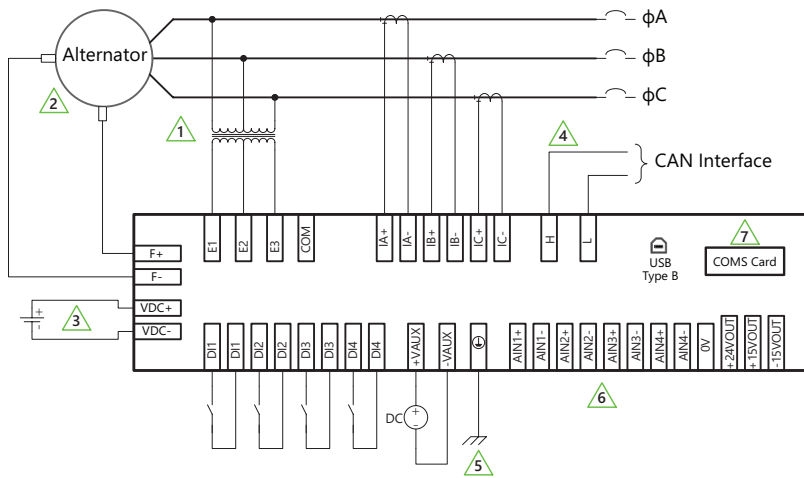 Alternator
ϕA
ϕB
ϕC
2
1
4
CAN Interface
E1
E2
E3
COM
IA+
IA-
IB+
IB-
IC+
IC-
H
L
7
USB
Type B
COMS Card
F+
F-
VDC+
VDC-
+
-
3
DI1
DI1
DI2
DI2
DI3
DI3
DI4
DI4
+VAUX
-VAUX
AIN1+
AIN1-
AIN2+
AIN2-
AIN3+
AIN3-
AIN4+
AIN4-
0V
+24VOUT
+15VOUT
-15VOUT
6
DC
+
-
5